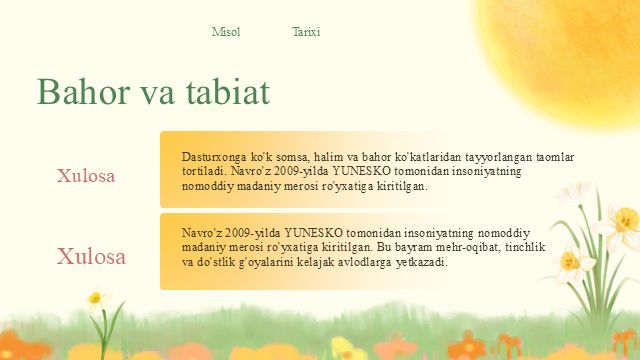 Misol Tarixi
Bahor va tabiat
Xulosa
Dasturxonga ko'k somsa, halim va bahor ko'katlaridan tayyorlangan taomlar
tortiladi. Navro'z 2009-yilda YUNESKO tomonidan insoniyatning
nomoddiy madaniy merosi ro'yxatiga kiritilgan.
Xulosa
Navro'z 2009-yilda YUNESKO tomonidan insoniyatning nomoddiy
madaniy merosi ro'yxatiga kiritilgan. Bu bayram mehr-oqibat, tinchlik
va do'stlik g'oyalarini kelajak avlodlarga yetkazadi.